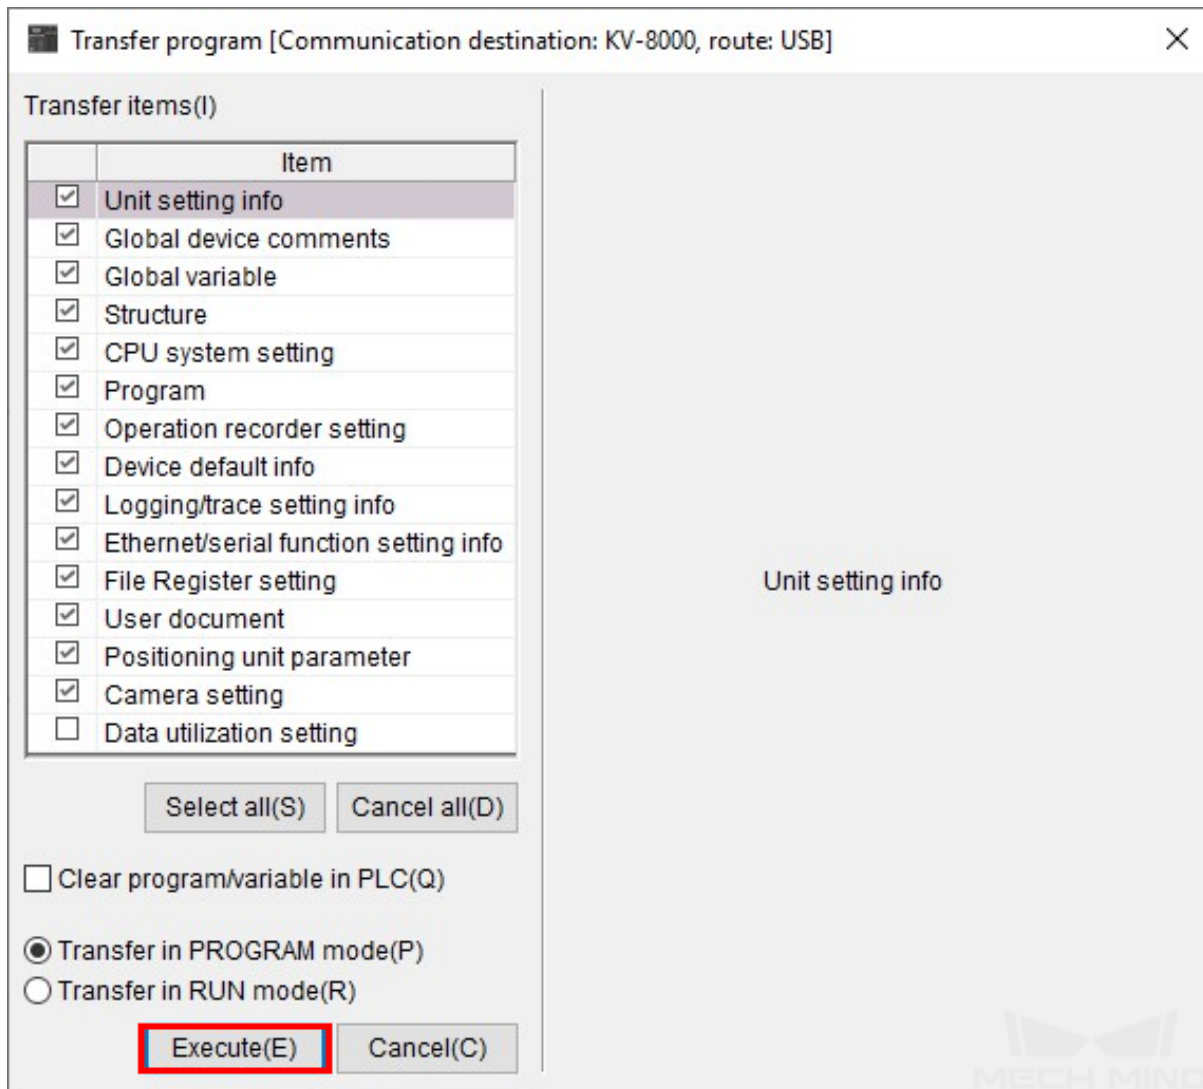 Transfer program [Communication destination: KV-8000, route: USB]
Transfer items(I)
Item
Unit setting info
Global device comments
Global variable
Structure
CPU system setting
Program
Operation recorder setting
Device default info
Logging/trace setting info
Ethernet/serial function setting info
File Register setting
User document
Positioning unit parameter
Camera setting
Data utilization setting
Select all(S) Cancel all(D)
Clear program/variable in PLC(Q)
Transfer in PROGRAM mode(P)
Transfer in RUN mode(R)
Execute(E) Cancel(C)
Unit setting info
MECH MIND